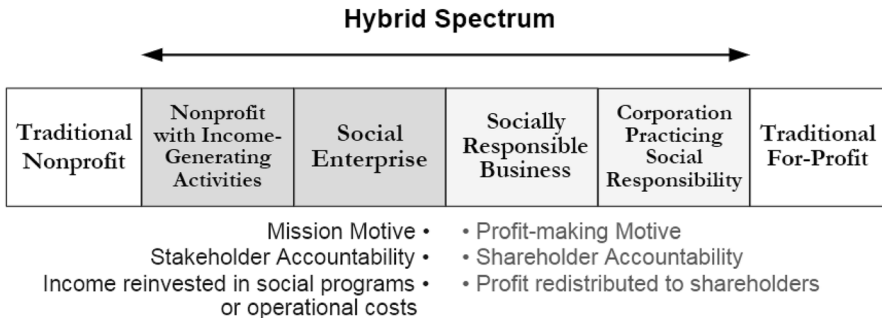 Hybrid Spectrum
Traditional
Nonprofit
Nonprofit
with Income-
Generating
Activities
Social
Enterprise
Socially
Responsible
Business
Corporation
Practicing
Social
Responsibility
Traditional
For-Profit
Mission Motive •
Stakeholder Accountability •
Income reinvested in social programs •
or operational costs
• Profit-making Motive
• Shareholder Accountability
• Profit redistributed to shareholders